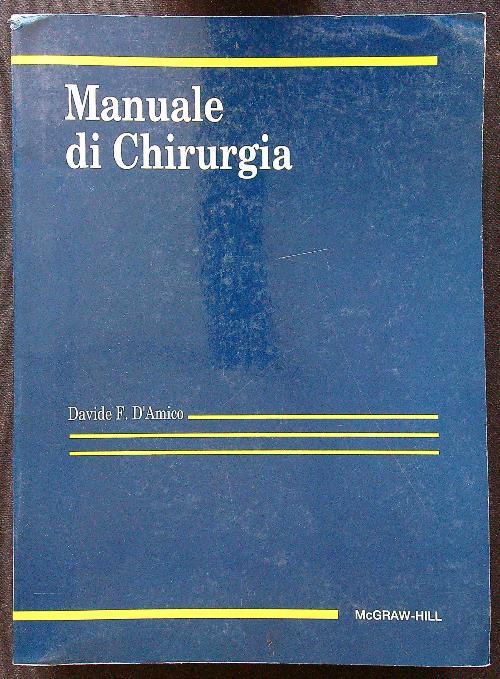 Manuale
di Chirurgia
Davide F. D'Amico
McGRAW-HILL